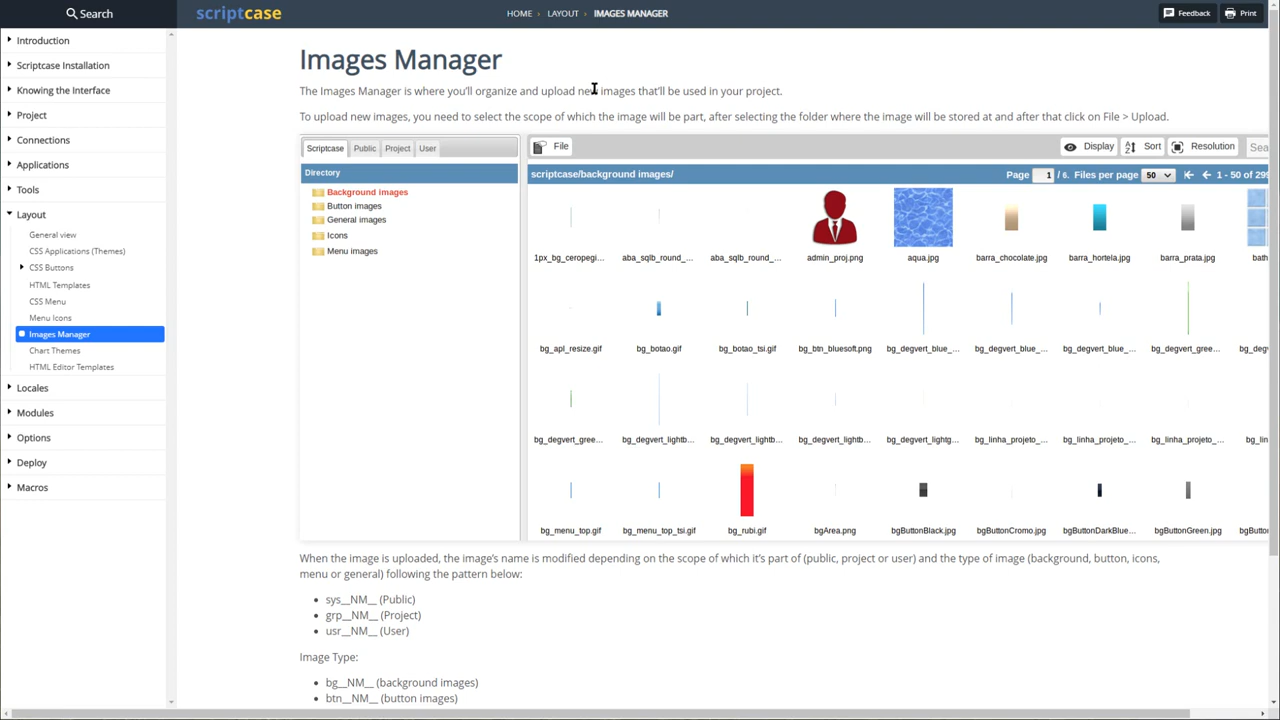 Search
scriptcase
HOME › LAYOUT › IMAGES MANAGER
Feedback
Print
Introduction
Scriptcase Installation
Knowing the Interface
Project
Connections
Applications
Tools
Layout
General view
CSS Applications (Themes)
CSS Buttons
HTML Templates
CSS Menu
Menu Icons
Images Manager
Chart Themes
HTML Editor Templates
Locales
Modules
Options
Deploy
Macros
Images Manager
The Images Manager is where you'll organize and upload new images that'll be used in your project.
To upload new images, you need to select the scope of which the image will be part, after selecting the folder where the image will be stored at and after that click on File > Upload.
Scriptcase Public Project User
File
Display
Sort
Resolution
Sea
Directory
Background images
Button images
General images
Icons
Menu images
scriptcase/background images/
Page 1 / 6. Files per page 50 1 - 50 of 299
1px_bg_ceropegi... aba_sqlb_round_... aba_sqlb_round_... admin_proj.png aqua.jpg barra_chocolate.jpg barra_hortela.jpg barra_prata.jpg bath
bg_apl_resize.gif bg_botao.gif bg_botao_tsi.gif bg_btn_bluesoft.png bg_degvert_blue_... bg_degvert_blue_... bg_degvert_blue_... bg_degvert_gree... bg_deg
bg_degvert_gree... bg_degvert_lightb... bg_degvert_lightb... bg_degvert_lightb... bg_degvert_lightg... bg_linha_projeto_... bg_linha_projeto_... bg_linha_projeto_... bg_lin
bg_menu_top.gif bg_menu_top_tsi.gif bg_rubi.gif bgArea.png bgButtonBlack.jpg bgButtonCromo.jpg bgButtonDarkBlue... bgButtonGreen.jpg bgButto
When the image is uploaded, the image's name is modified depending on the scope of which it's part of (public, project or user) and the type of image (background, button, icons,
menu or general) following the pattern below:
• sys__NM__ (Public)
• grp__NM__ (Project)
• usr__NM__ (User)
Image Type:
• bg__NM__ (background images)
• btn__NM__ (button images)